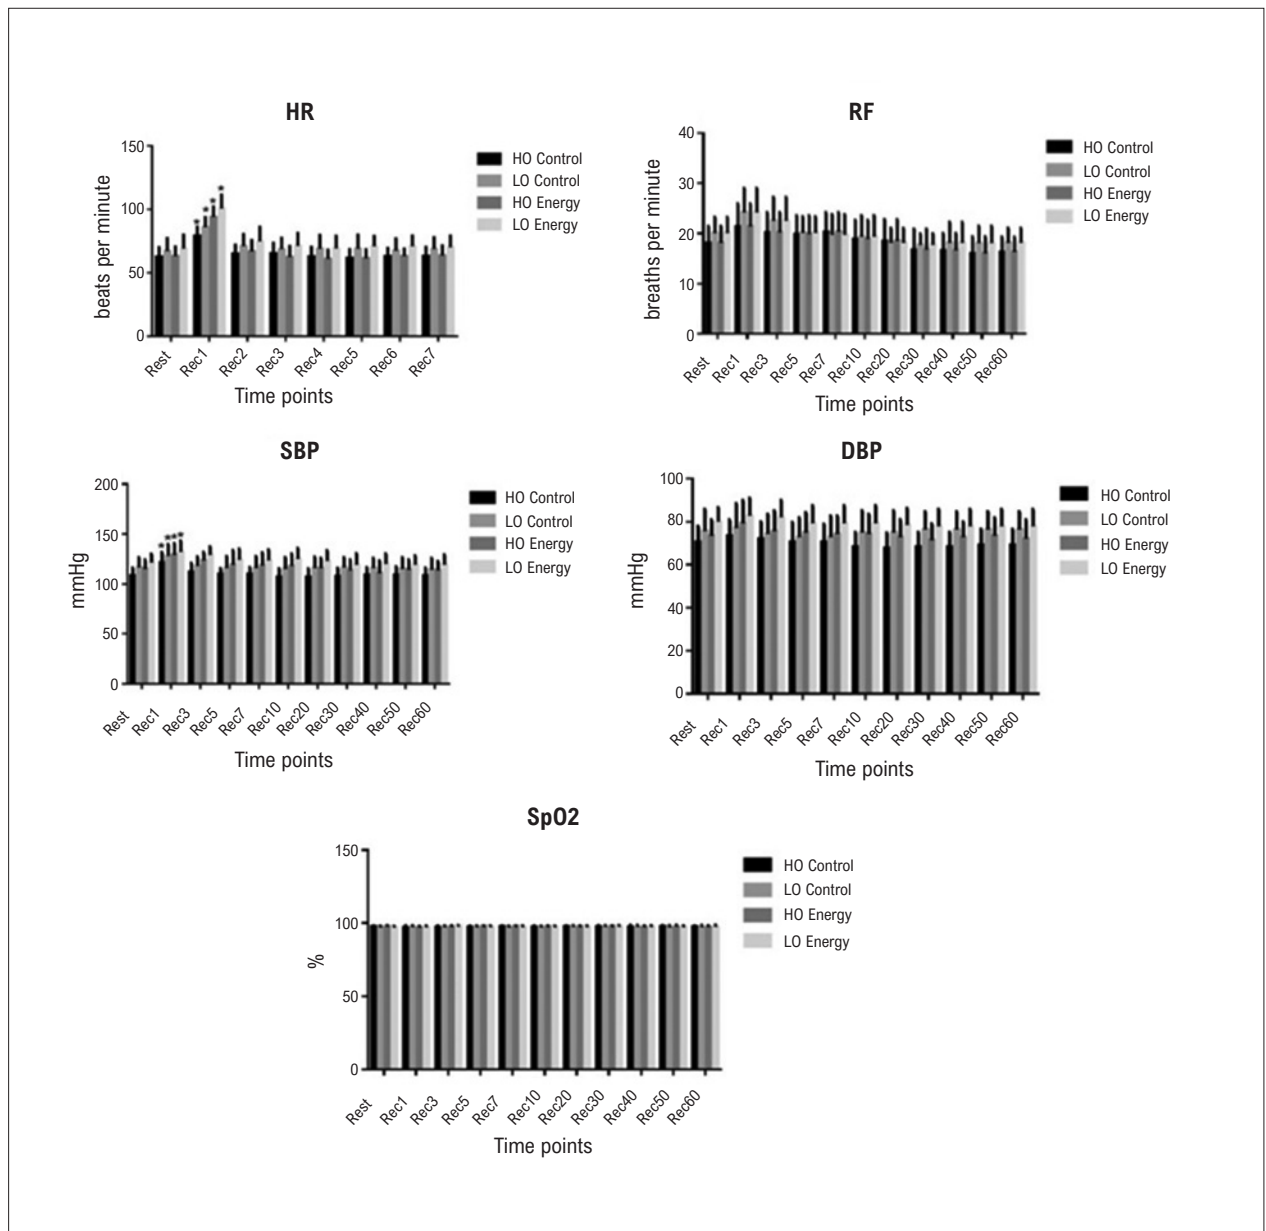 HR
150
100
50
0
beats per minute
HO Control
LO Control
HO Energy
LO Energy
* * * *
Rest Rec1 Rec2 Rec3 Rec4 Rec5 Rec6 Rec7
Time points
RF
40
30
20
10
0
breaths per minute
HO Control
LO Control
HO Energy
LO Energy
Rest Rec1 Rec3 Rec5 Rec7 Rec10 Rec20 Rec30 Rec40 Rec50 Rec60
Time points
SBP
200
150
100
50
0
mmHg
HO Control
LO Control
HO Energy
LO Energy
* * * *
Rest Rec1 Rec3 Rec5 Rec7 Rec10 Rec20 Rec30 Rec40 Rec50 Rec60
Time points
DBP
100
80
60
40
20
0
mmHg
HO Control
LO Control
HO Energy
LO Energy
Rest Rec1 Rec3 Rec5 Rec7 Rec10 Rec20 Rec30 Rec40 Rec50 Rec60
Time points
SpO2
150
100
50
0
%
HO Control
LO Control
HO Energy
LO Energy
Rest Rec1 Rec3 Rec5 Rec7 Rec10 Rec20 Rec30 Rec40 Rec50 Rec60
Time points